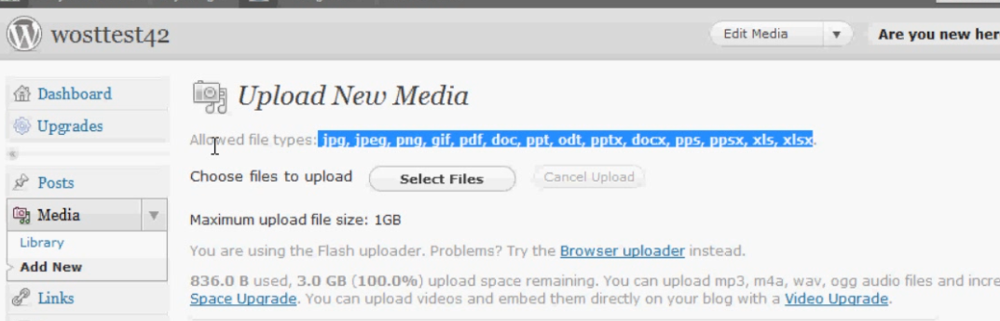 wosttest42
Edit Media
Are you new her
Dashboard
Upgrades
Posts
Media
Library
Add New
Links
Upload New Media
Allowed file types: jpg, jpeg, png, gif, pdf, doc, ppt, odt, pptx, docx, pps, ppsx, xls, xlsx.
Choose files to upload
Select Files
Cancel Upload
Maximum upload file size: 1GB
You are using the Flash uploader. Problems? Try the Browser uploader instead.
836.0 B used, 3.0 GB (100.0%) upload space remaining. You can upload mp3, m4a, wav, ogg audio files and incre
Space Upgrade. You can upload videos and embed them directly on your blog with a Video Upgrade.